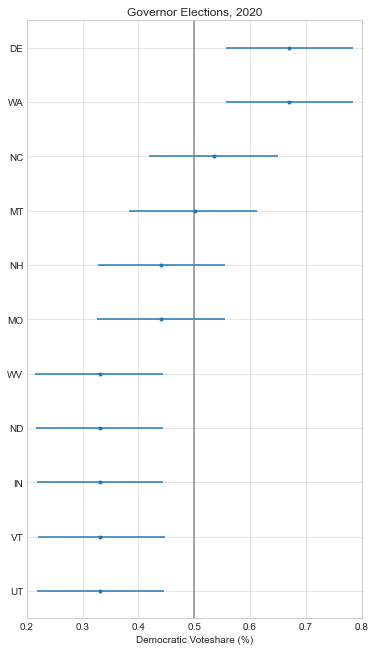 Governor Elections, 2020
DE
WA
NC
MT
NH
MO
WV
ND
IN
VT
UT
0.2 0.3 0.4 0.5 0.6 0.7 0.8
Democratic Voteshare (%)